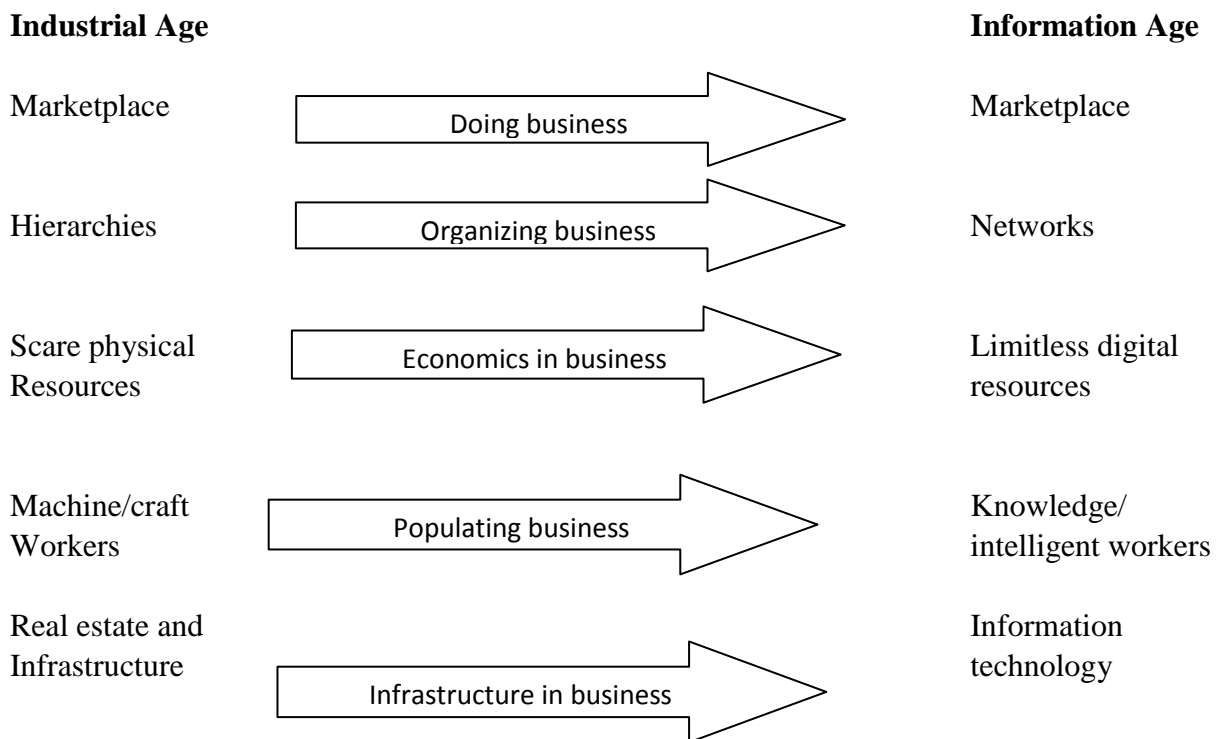 Industrial Age
Information Age
Marketplace
Doing business
Marketplace
Hierarchies
Organizing business
Networks
Scare physical
Resources
Economics in business
Limitless digital
resources
Machine/craft
Workers
Populating business
Knowledge/
intelligent workers
Real estate and
Infrastructure
Infrastructure in business
Information
technology